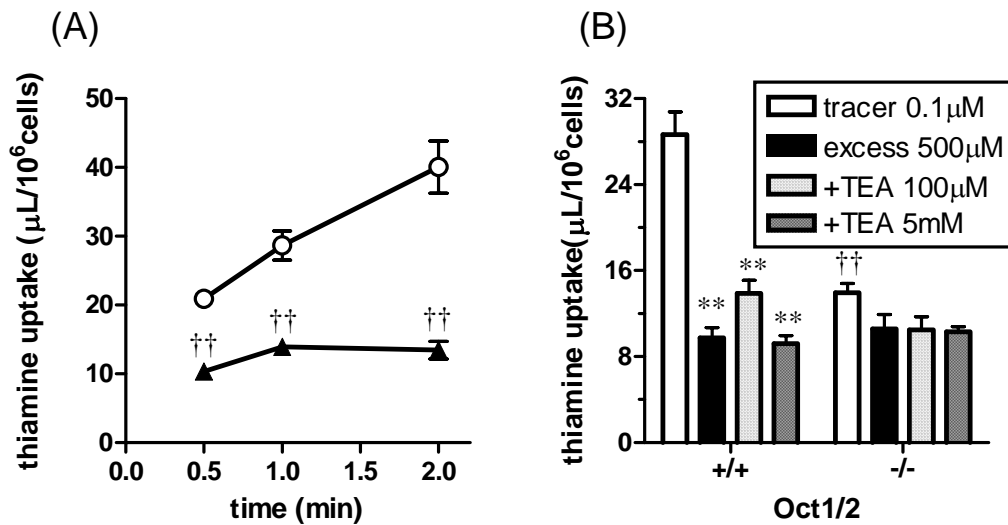 (A)
thiamine uptake (μL/10⁶cells)
50
40
30
20
10
0
††
††
††
0.0
0.5
1.0
1.5
2.0
time (min)
(B)
thiamine uptake(μL/10⁶cells)
32
24
16
8
0
tracer 0.1μM
excess 500μM
+TEA 100μM
+TEA 5mM
**
**
**
††
+/+
-/-
Oct1/2